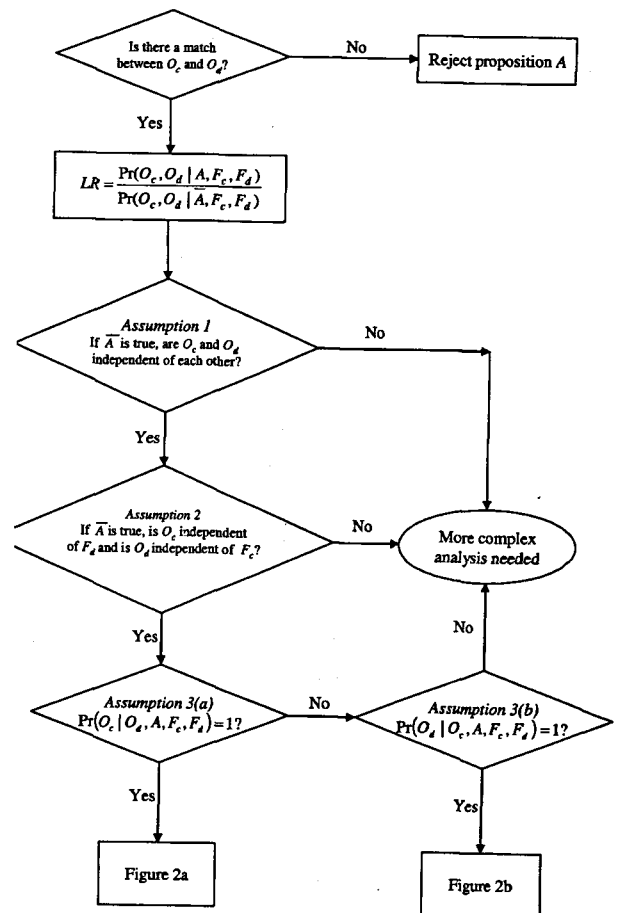 Is there a match
between O_c and O_d?
No
Reject proposition A
Yes
LR = Pr(O_c, O_d | A, F_c, F_d) / Pr(O_c, O_d | A̅, F_c, F_d)
Assumption 1
If A̅ is true, are O_c and O_d
independent of each other?
No
Yes
Assumption 2
If A̅ is true, is O_c independent
of F_d and is O_d independent of F_c?
No
More complex
analysis needed
Yes
No
Assumption 3(a)
Pr(O_c | O_d, A, F_c, F_d) = 1?
No
Assumption 3(b)
Pr(O_d | O_c, A, F_c, F_d) = 1?
Yes
Yes
Figure 2a
Figure 2b